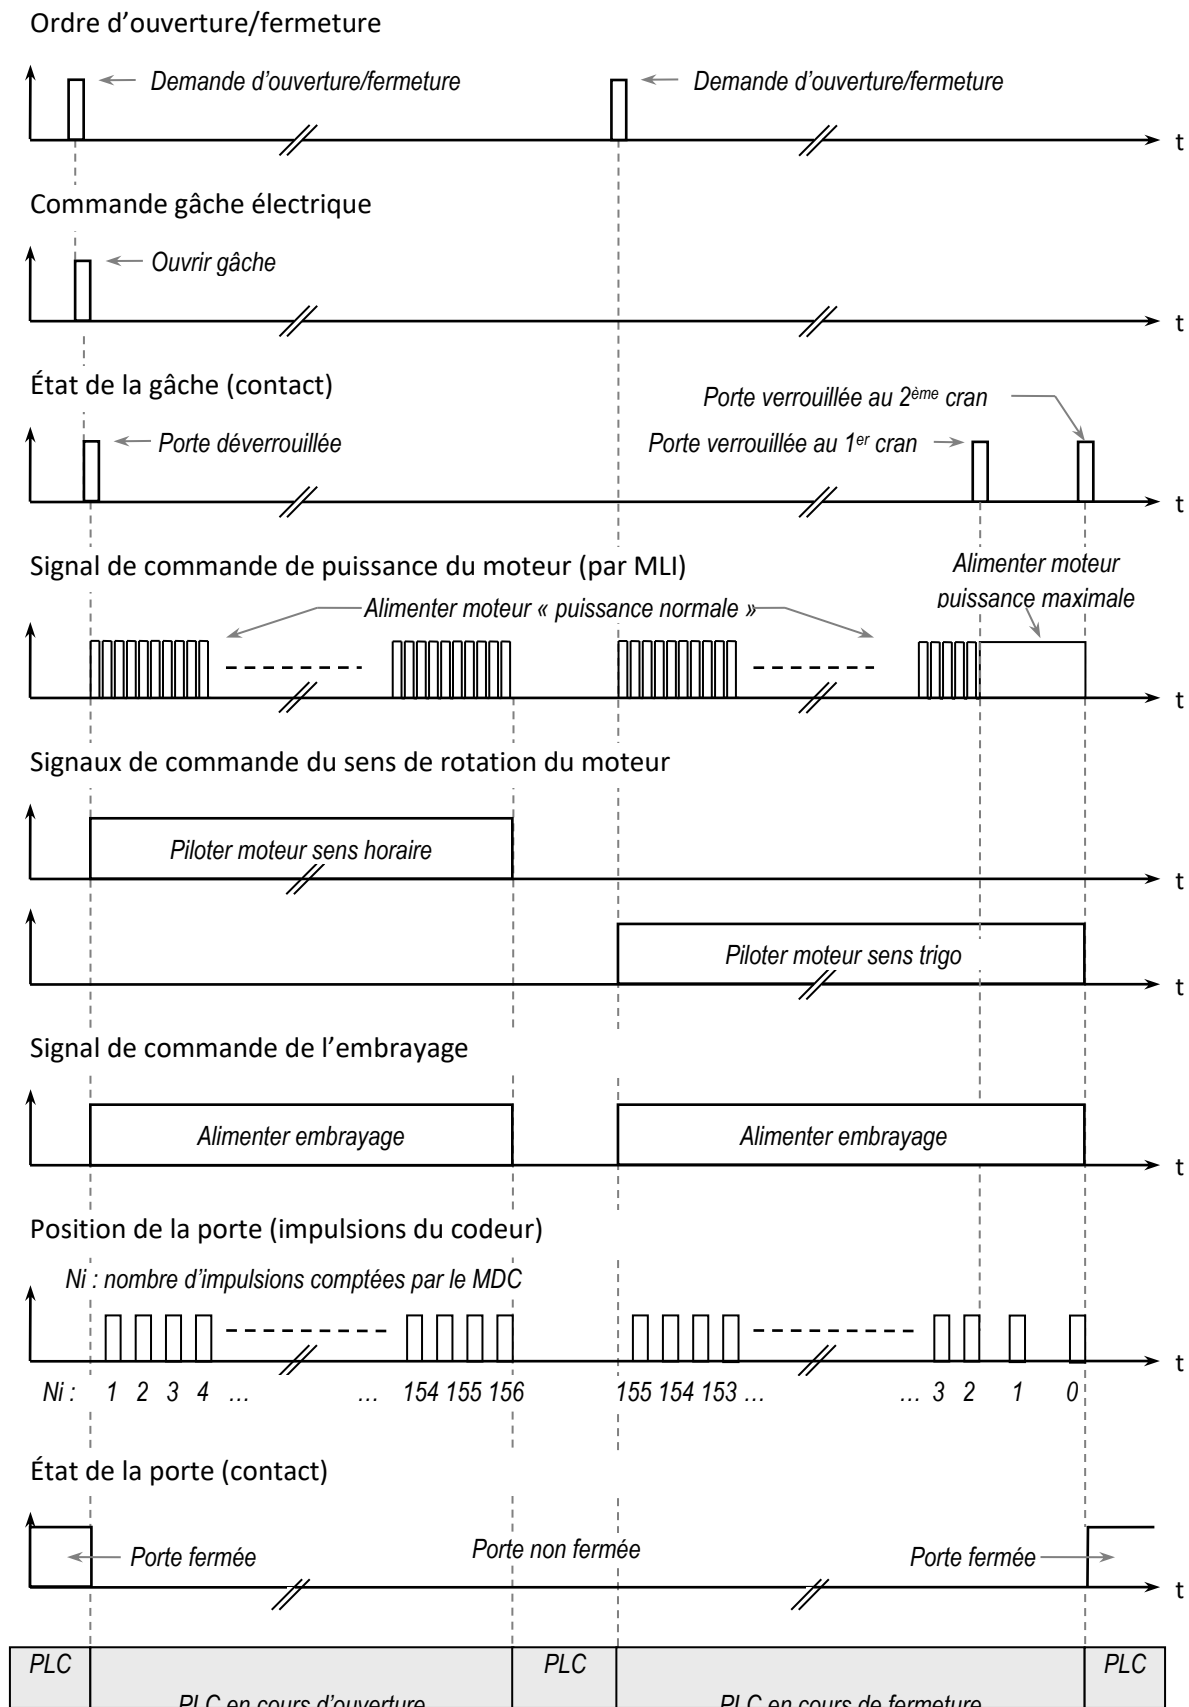 Ordre d'ouverture/fermeture
Demande d'ouverture/fermeture
Demande d'ouverture/fermeture
t
Commande gâche électrique
Ouvrir gâche
t
État de la gâche (contact)
Porte verrouillée au 2ème cran
Porte déverrouillée
Porte verrouillée au 1er cran
t
Signal de commande de puissance du moteur (par MLI)
Alimenter moteur
puissance maximale
Alimenter moteur « puissance normale »
t
Signaux de commande du sens de rotation du moteur
Piloter moteur sens horaire
t
Piloter moteur sens trigo
t
Signal de commande de l'embrayage
Alimenter embrayage
Alimenter embrayage
t
Position de la porte (impulsions du codeur)
Ni : nombre d'impulsions comptées par le MDC
t
Ni : 1 2 3 4 … … 154 155 156 155 154 153 … … 3 2 1 0
État de la porte (contact)
Porte fermée
Porte non fermée
Porte fermée
t
PLC
PLC
PLC
PLC en cours d'ouverture
PLC en cours de fermeture